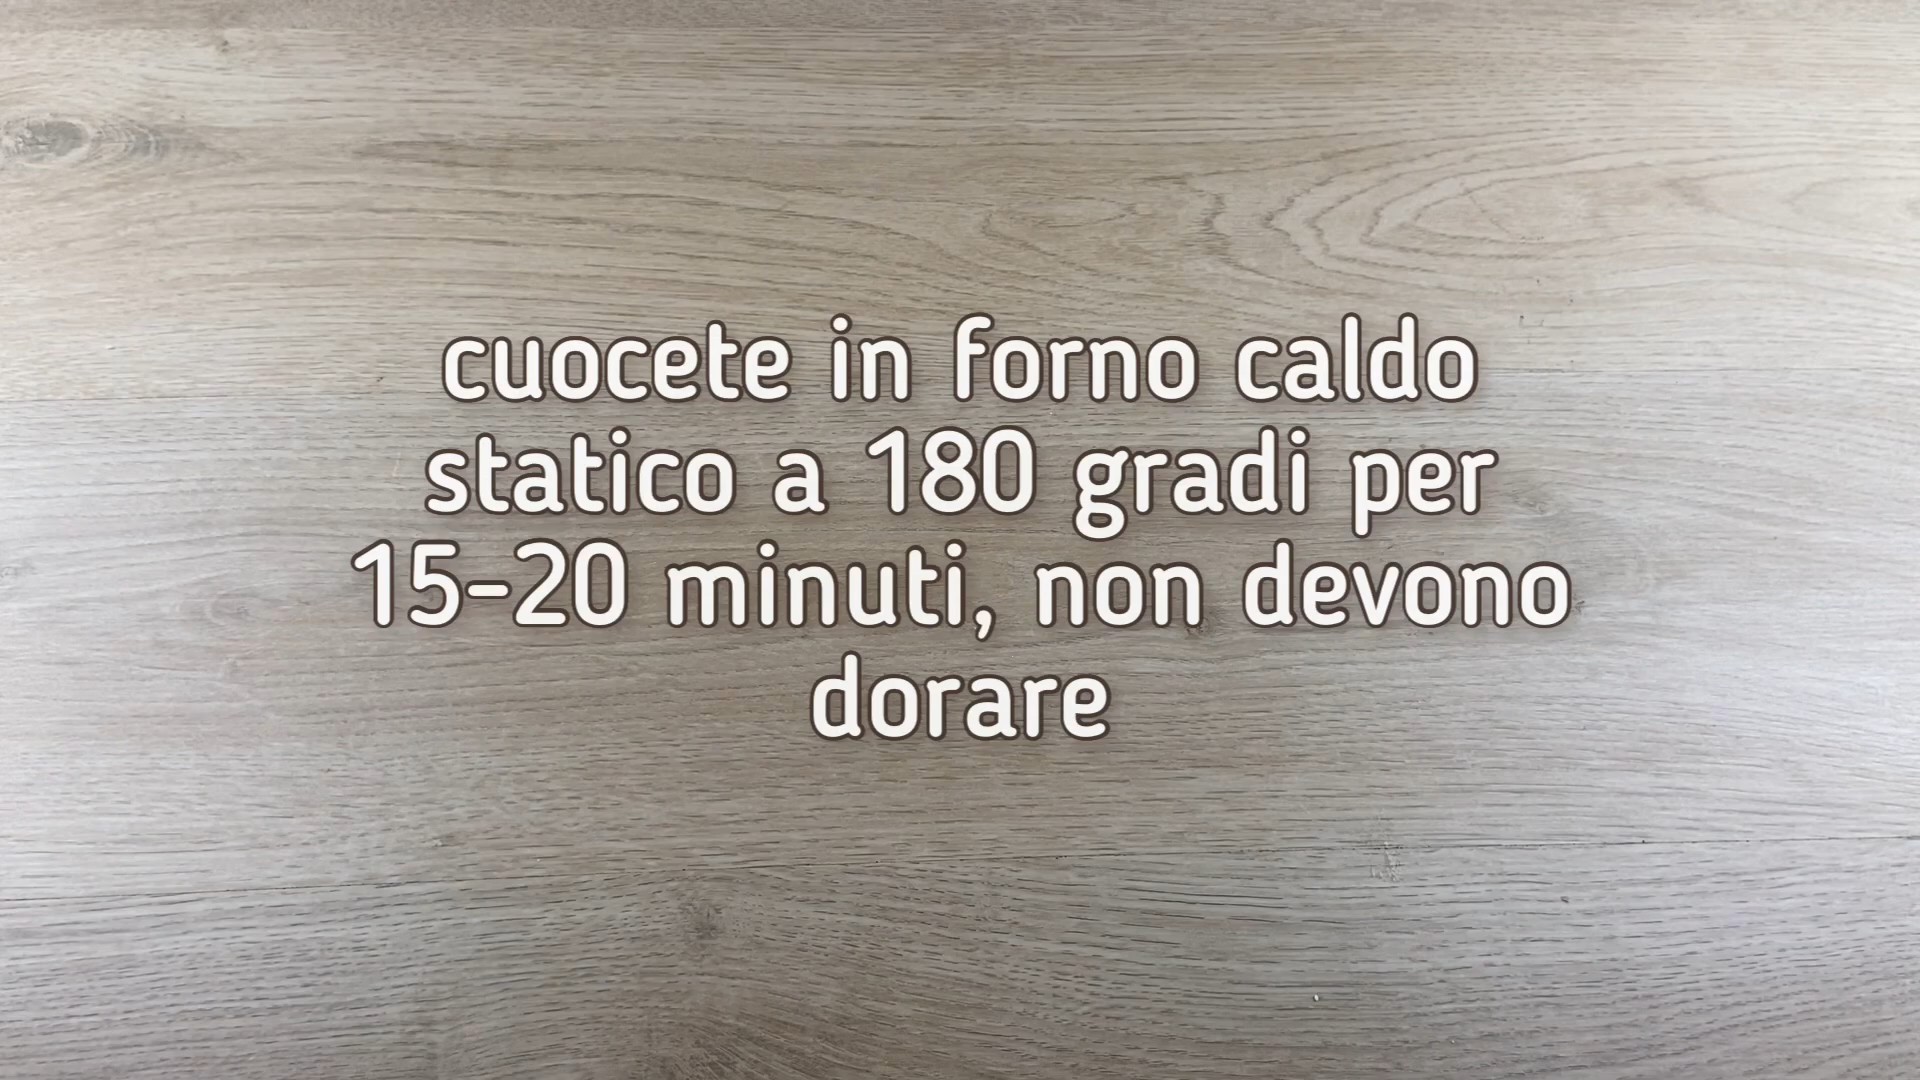 cuocete in forno caldo
statico a 180 gradi per
15-20 minuti, non devono
dorare